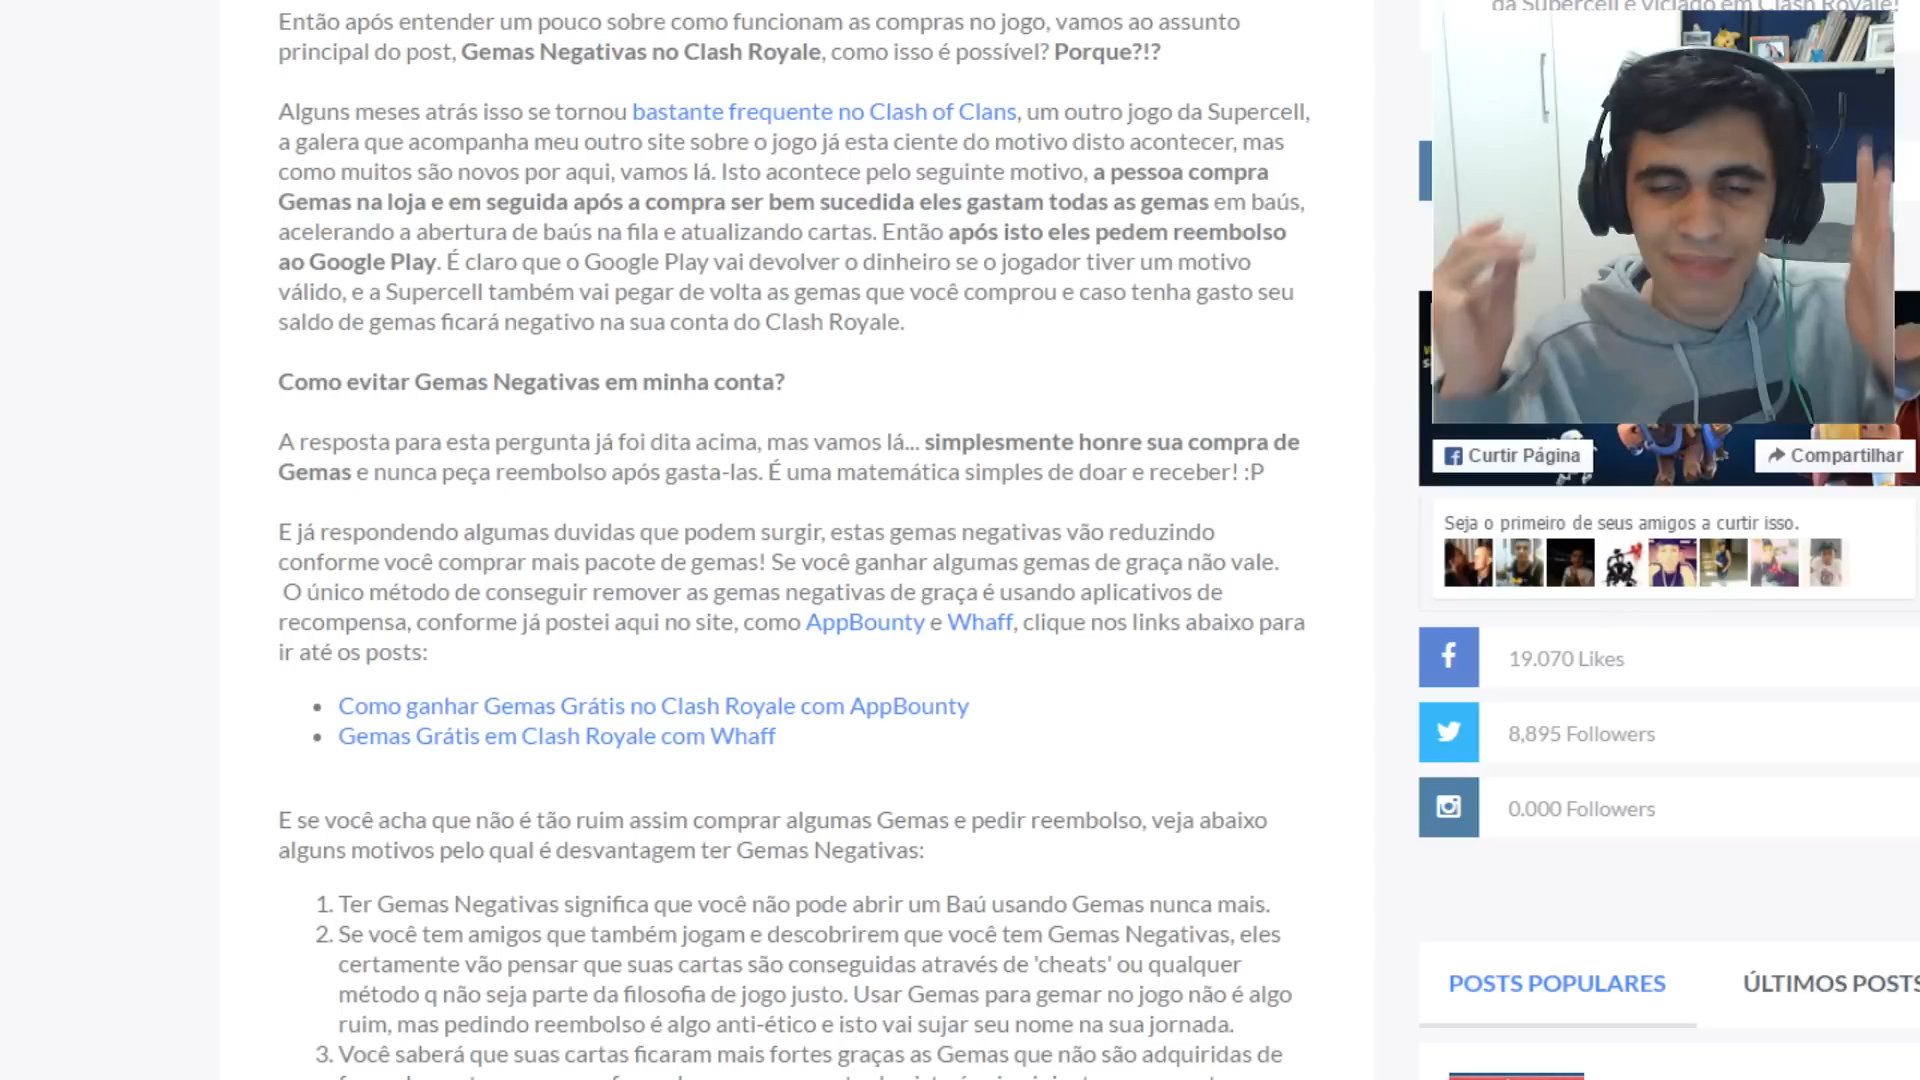 Então após entender um pouco sobre como funcionam as compras no jogo, vamos ao assunto
principal do post, Gemas Negativas no Clash Royale, como isso é possível? Porque?!?
Alguns meses atrás isso se tornou bastante frequente no Clash of Clans, um outro jogo da Supercell,
a galera que acompanha meu outro site sobre o jogo já esta ciente do motivo disto acontecer, mas
como muitos são novos por aqui, vamos lá. Isto acontece pelo seguinte motivo, a pessoa compra
Gemas na loja e em seguida após a compra ser bem sucedida eles gastam todas as gemas em baús,
acelerando a abertura de baús na fila e atualizando cartas. Então após isto eles pedem reembolso
ao Google Play. É claro que o Google Play vai devolver o dinheiro se o jogador tiver um motivo
válido, e a Supercell também vai pegar de volta as gemas que você comprou e caso tenha gasto seu
saldo de gemas ficará negativo na sua conta do Clash Royale.
Como evitar Gemas Negativas em minha conta?
A resposta para esta pergunta já foi dita acima, mas vamos lá... simplesmente honre sua compra de
Gemas e nunca peça reembolso após gasta-las. É uma matemática simples de doar e receber! :P
E já respondendo algumas duvidas que podem surgir, estas gemas negativas vão reduzindo
conforme você comprar mais pacote de gemas! Se você ganhar algumas gemas de graça não vale.
O único método de conseguir remover as gemas negativas de graça é usando aplicativos de
recompensa, conforme já postei aqui no site, como AppBounty e Whaff, clique nos links abaixo para
ir até os posts:
• Como ganhar Gemas Grátis no Clash Royale com AppBounty
• Gemas Grátis em Clash Royale com Whaff
E se você acha que não é tão ruim assim comprar algumas Gemas e pedir reembolso, veja abaixo
alguns motivos pelo qual é desvantagem ter Gemas Negativas:
1. Ter Gemas Negativas significa que você não pode abrir um Baú usando Gemas nunca mais.
2. Se você tem amigos que também jogam e descobrirem que você tem Gemas Negativas, eles
certamente vão pensar que suas cartas são conseguidas através de 'cheats' ou qualquer
método q não seja parte da filosofia de jogo justo. Usar Gemas para gemar no jogo não é algo
ruim, mas pedindo reembolso é algo anti-ético e isto vai sujar seu nome na sua jornada.
3. Você saberá que suas cartas ficaram mais fortes graças as Gemas que não são adquiridas de
da Supercell e viciado em Clash Royale!
Curtir Página
Compartilhar
Seja o primeiro de seus amigos a curtir isso.
19.070 Likes
8,895 Followers
0.000 Followers
POSTS POPULARES
ÚLTIMOS POSTS